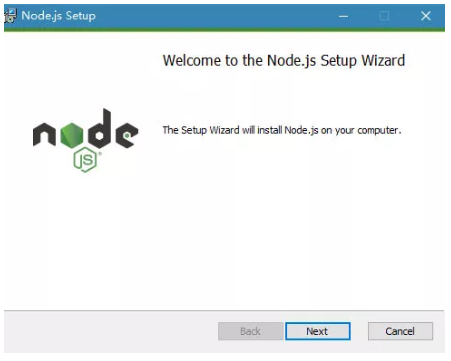 Node.js Setup
Welcome to the Node.js Setup Wizard
node
JS
The Setup Wizard will install Node.js on your computer.
Back Next Cancel